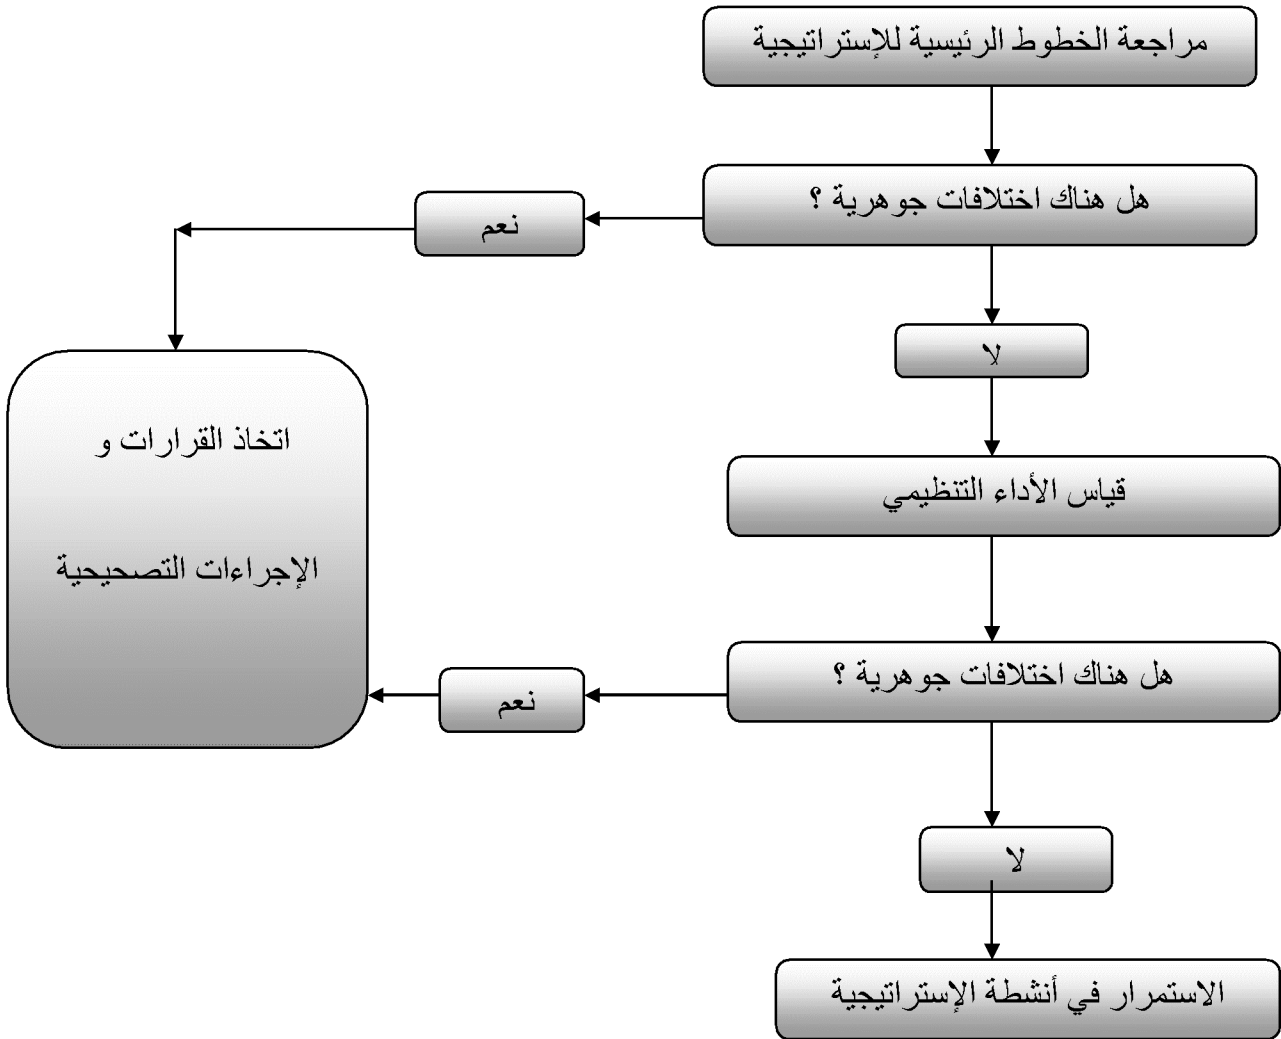 مراجعة الخطوط الرئيسية للإستراتيجية
هل هناك اختلافات جوهرية ؟
نعم
لا
اتخاذ القرارات و
الإجراءات التصحيحية
قياس الأداء التنظيمي
هل هناك اختلافات جوهرية ؟
نعم
لا
الاستمرار في أنشطة الإستراتيجية